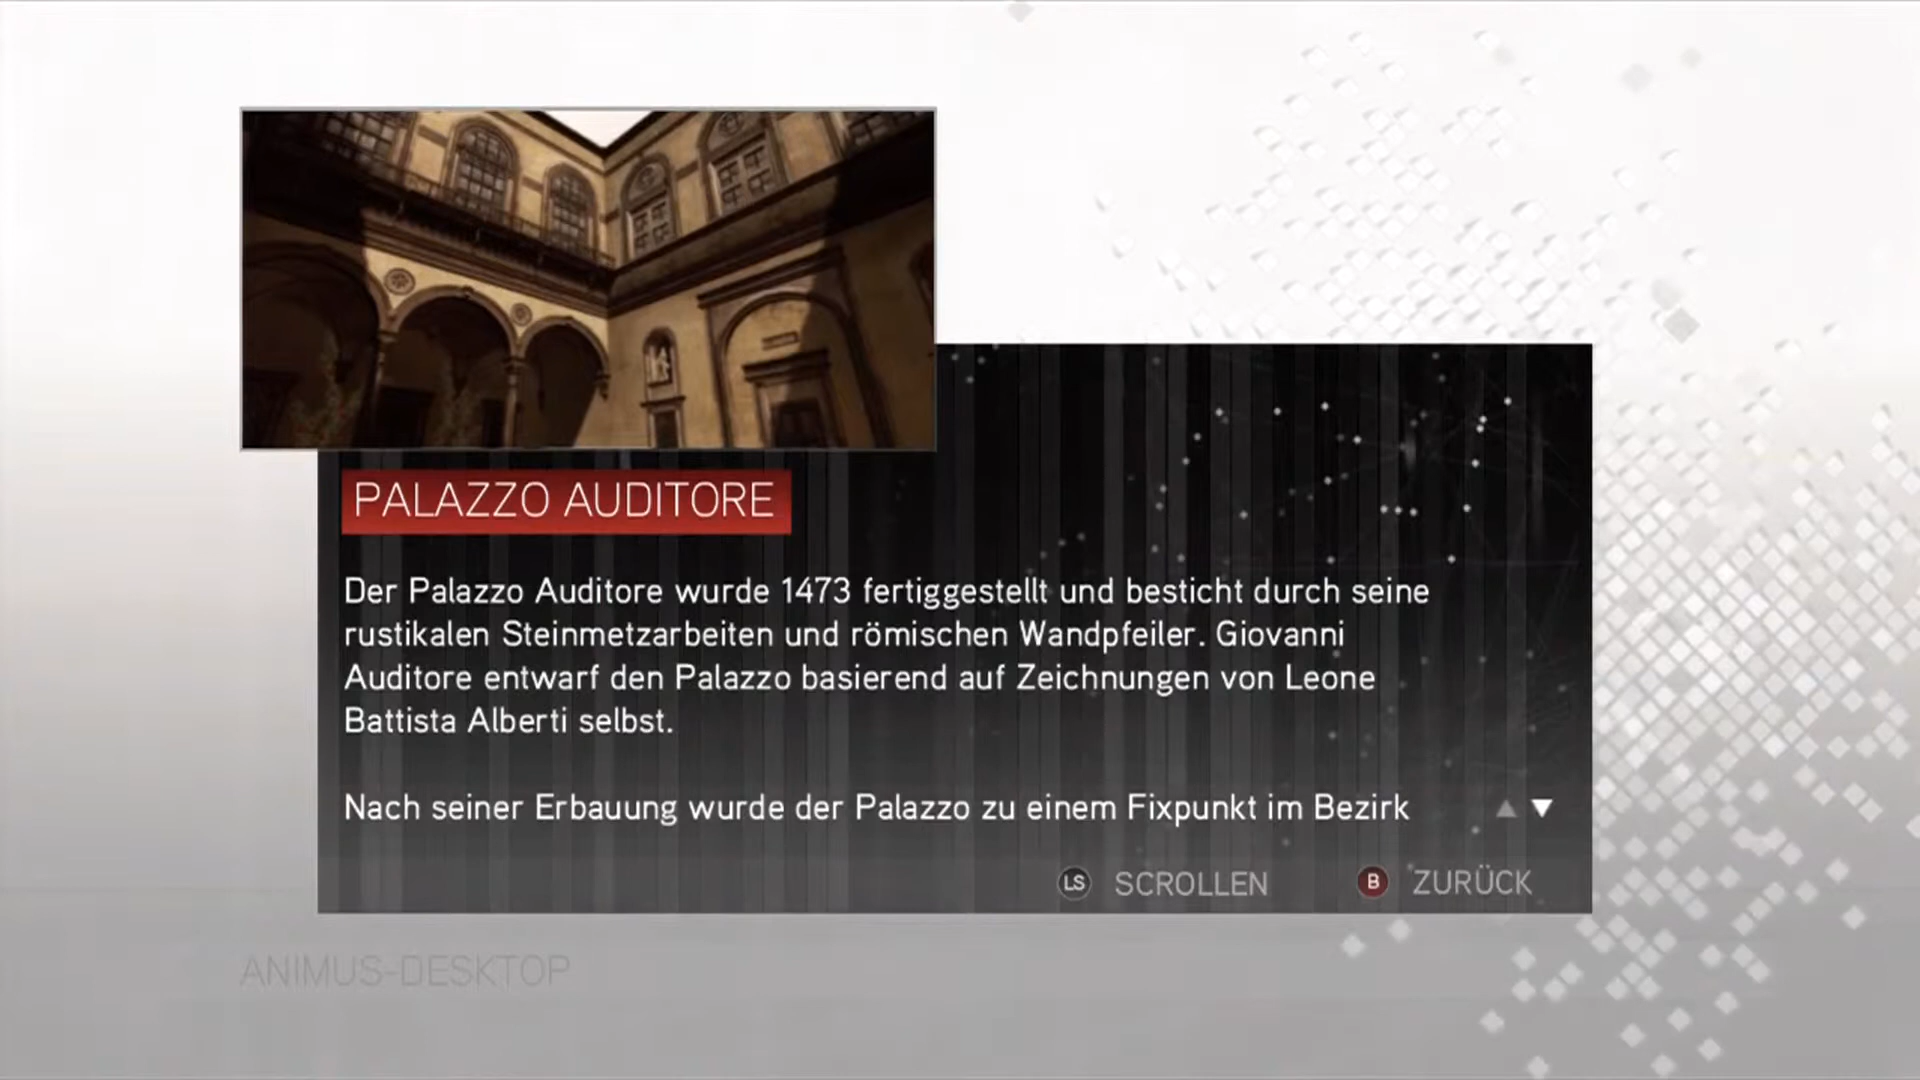 PALAZZO AUDITORE
Der Palazzo Auditore wurde 1473 fertiggestellt und besticht durch seine
rustikalen Steinmetzarbeiten und römischen Wandpfeiler. Giovanni
Auditore entwarf den Palazzo basierend auf Zeichnungen von Leone
Battista Alberti selbst.
Nach seiner Erbauung wurde der Palazzo zu einem Fixpunkt im Bezirk
LS SCROLLEN B ZURÜCK
ANIMUS-DESKTOP